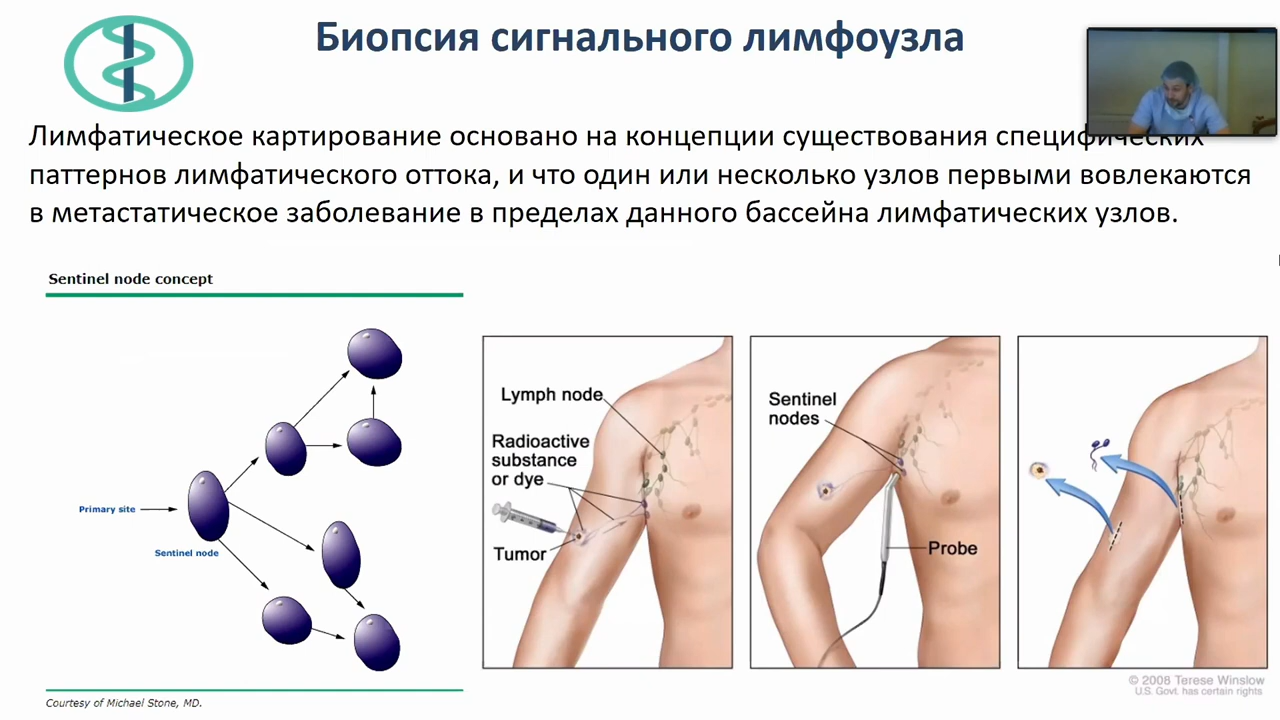 Биопсия сигнального лимфоузла
Лимфатическое картирование основано на концепции существования специфических
паттернов лимфатического оттока, и что один или несколько узлов первыми вовлекаются
в метастатическое заболевание в пределах данного бассейна лимфатических узлов.
Sentinel node concept
Primary site
Sentinel node
Courtesy of Michael Stone, MD.
Lymph node
Radioactive
substance
or dye
Tumor
Sentinel
nodes
Probe
© 2008 Terese Winslow
U.S. Govt. has certain rights